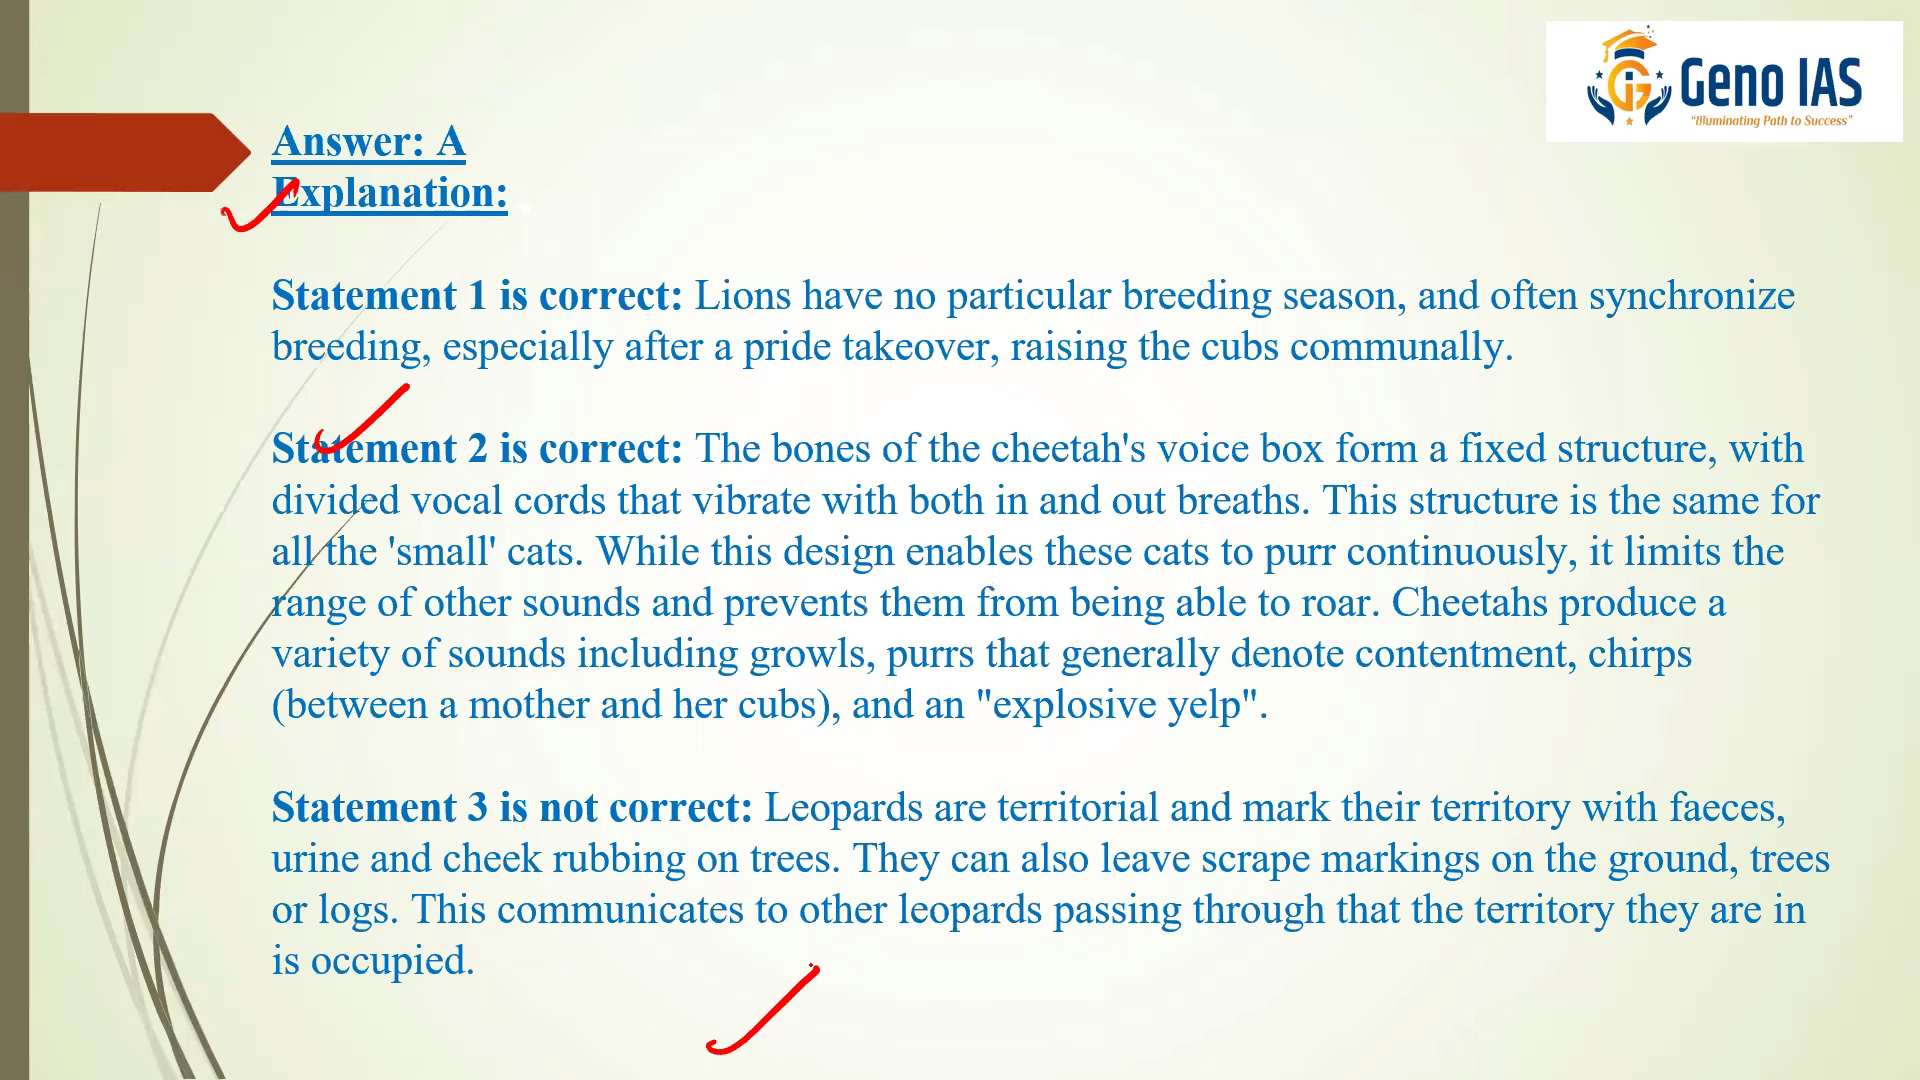 Geno IAS
"Illuminating Path to Success"
Answer: A
Explanation:
Statement 1 is correct: Lions have no particular breeding season, and often synchronize
breeding, especially after a pride takeover, raising the cubs communally.
Statement 2 is correct: The bones of the cheetah's voice box form a fixed structure, with
divided vocal cords that vibrate with both in and out breaths. This structure is the same for
all the 'small' cats. While this design enables these cats to purr continuously, it limits the
range of other sounds and prevents them from being able to roar. Cheetahs produce a
variety of sounds including growls, purrs that generally denote contentment, chirps
(between a mother and her cubs), and an "explosive yelp".
Statement 3 is not correct: Leopards are territorial and mark their territory with faeces,
urine and cheek rubbing on trees. They can also leave scrape markings on the ground, trees
or logs. This communicates to other leopards passing through that the territory they are in
is occupied.